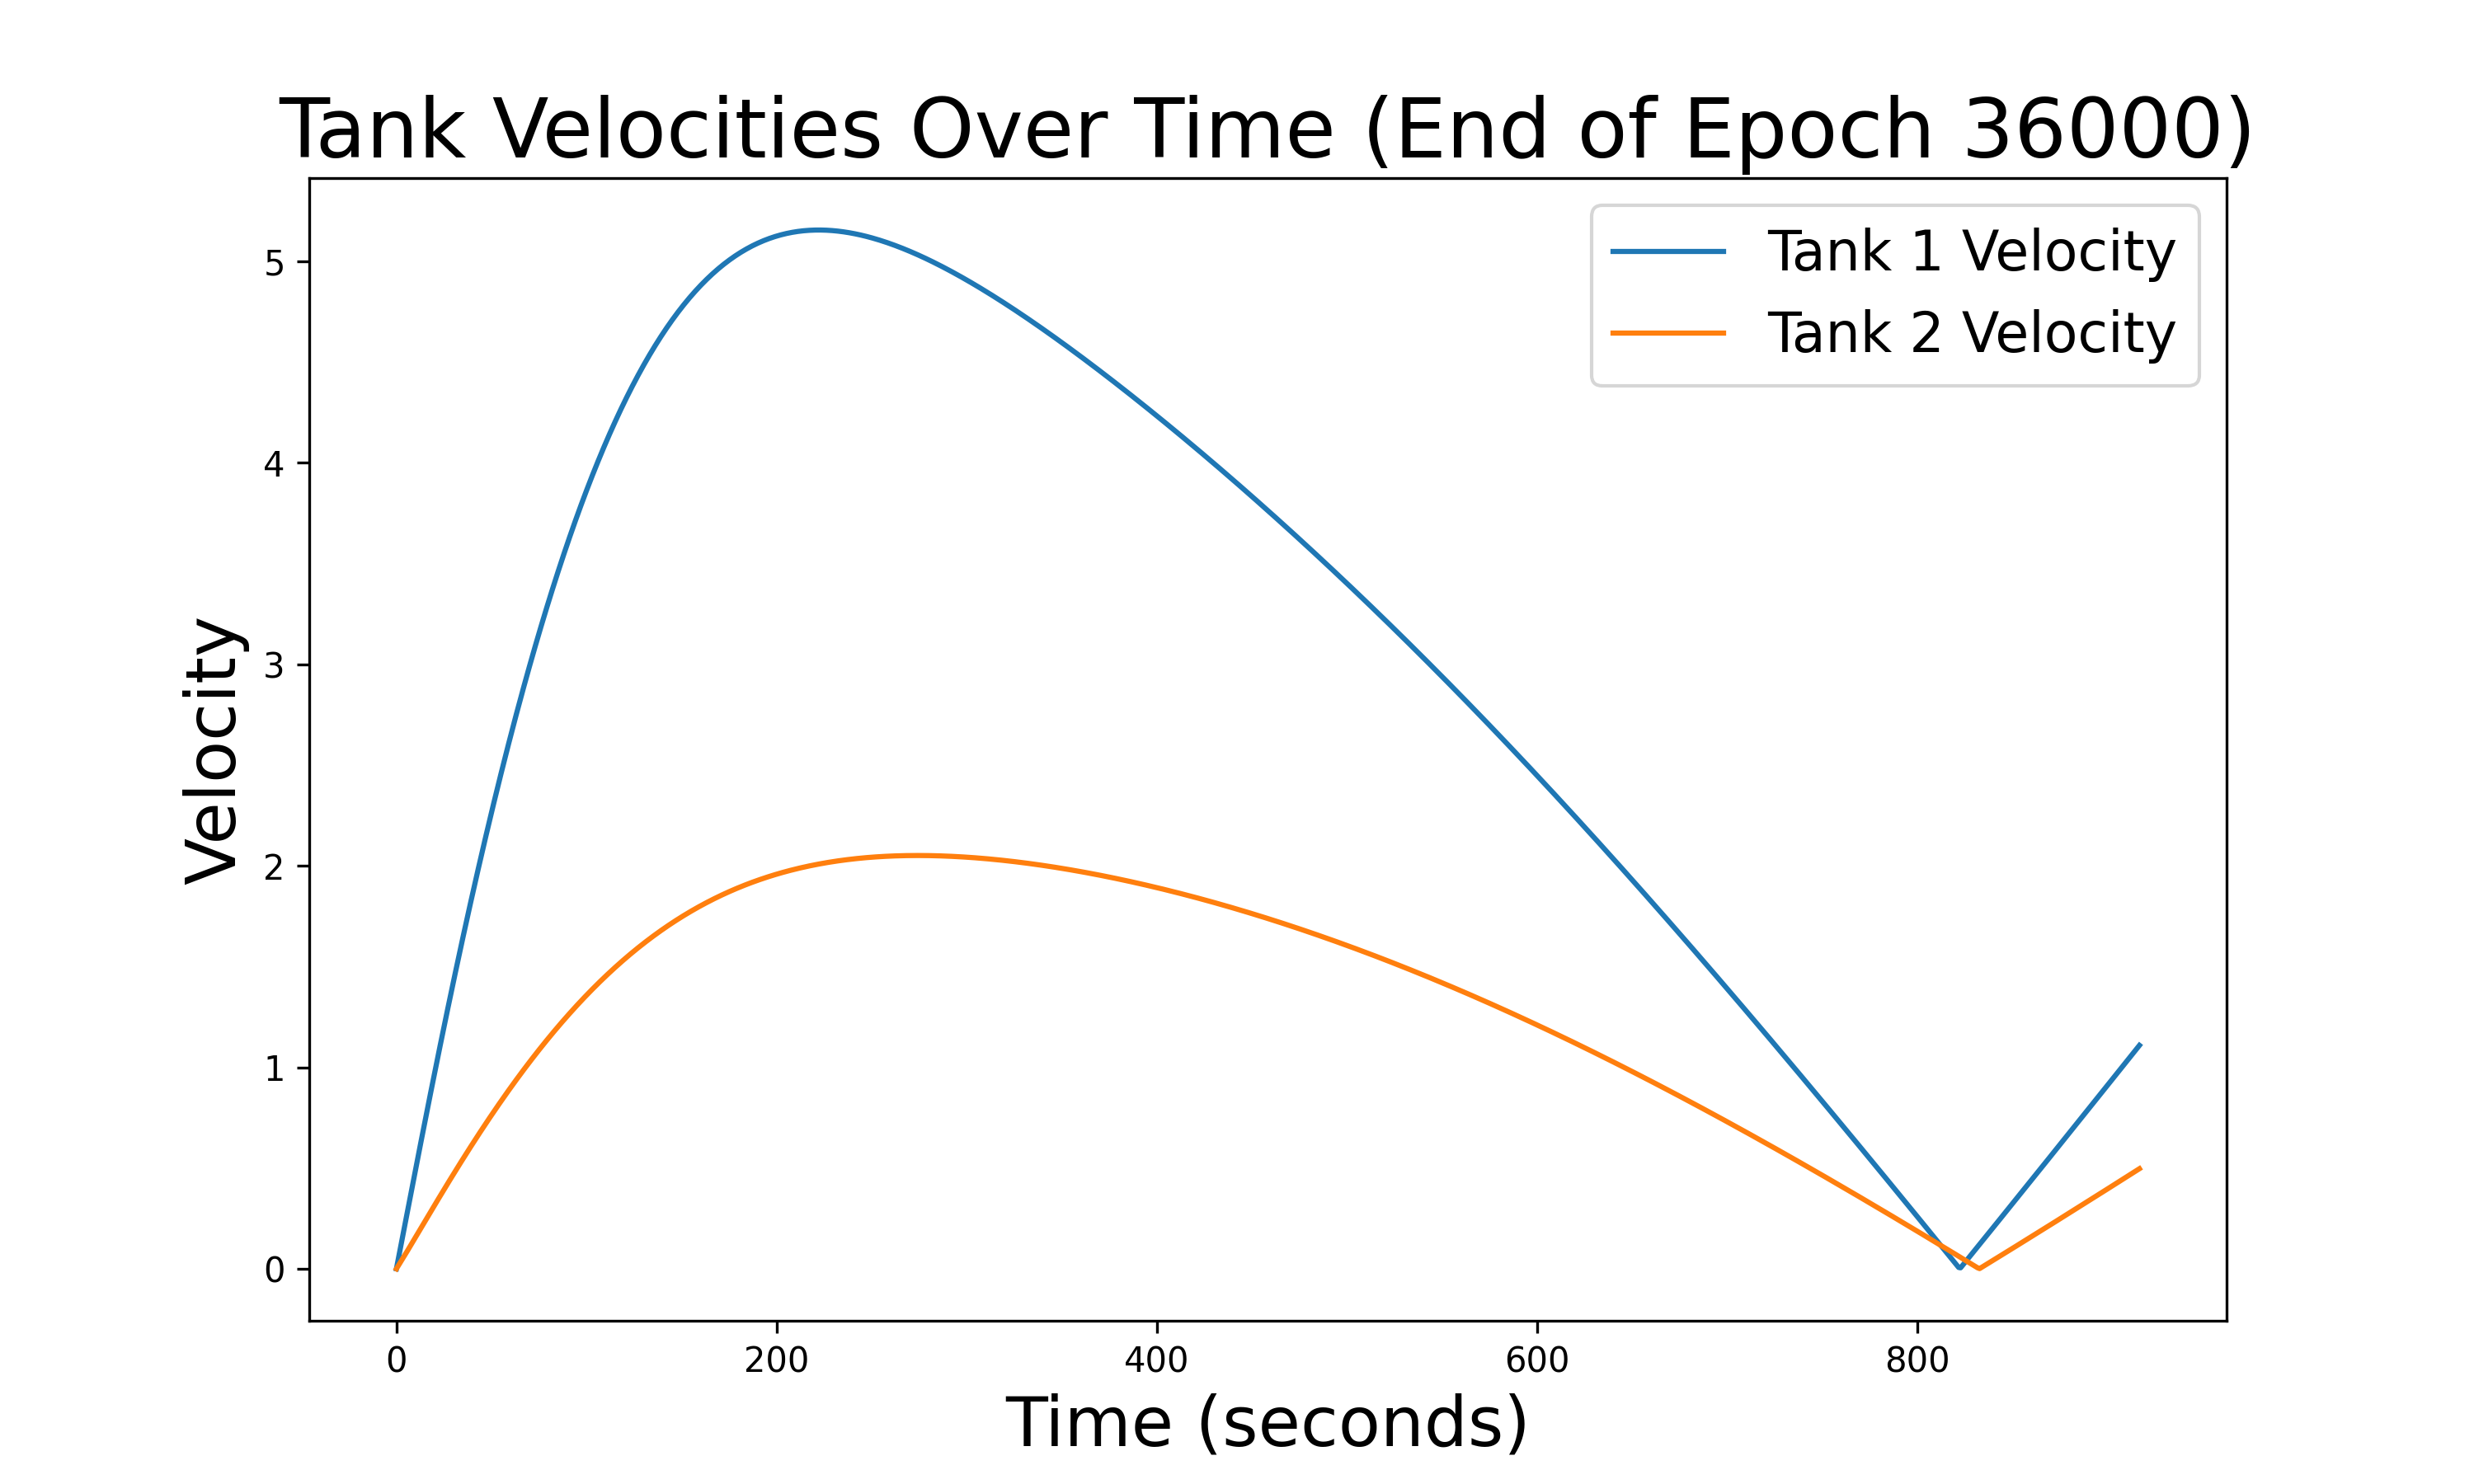 Tank Velocities Over Time (End of Epoch 36000)
Tank 1 Velocity
Tank 2 Velocity
Velocity
5
4
3
2
1
0
0 200 400 600 800
Time (seconds)